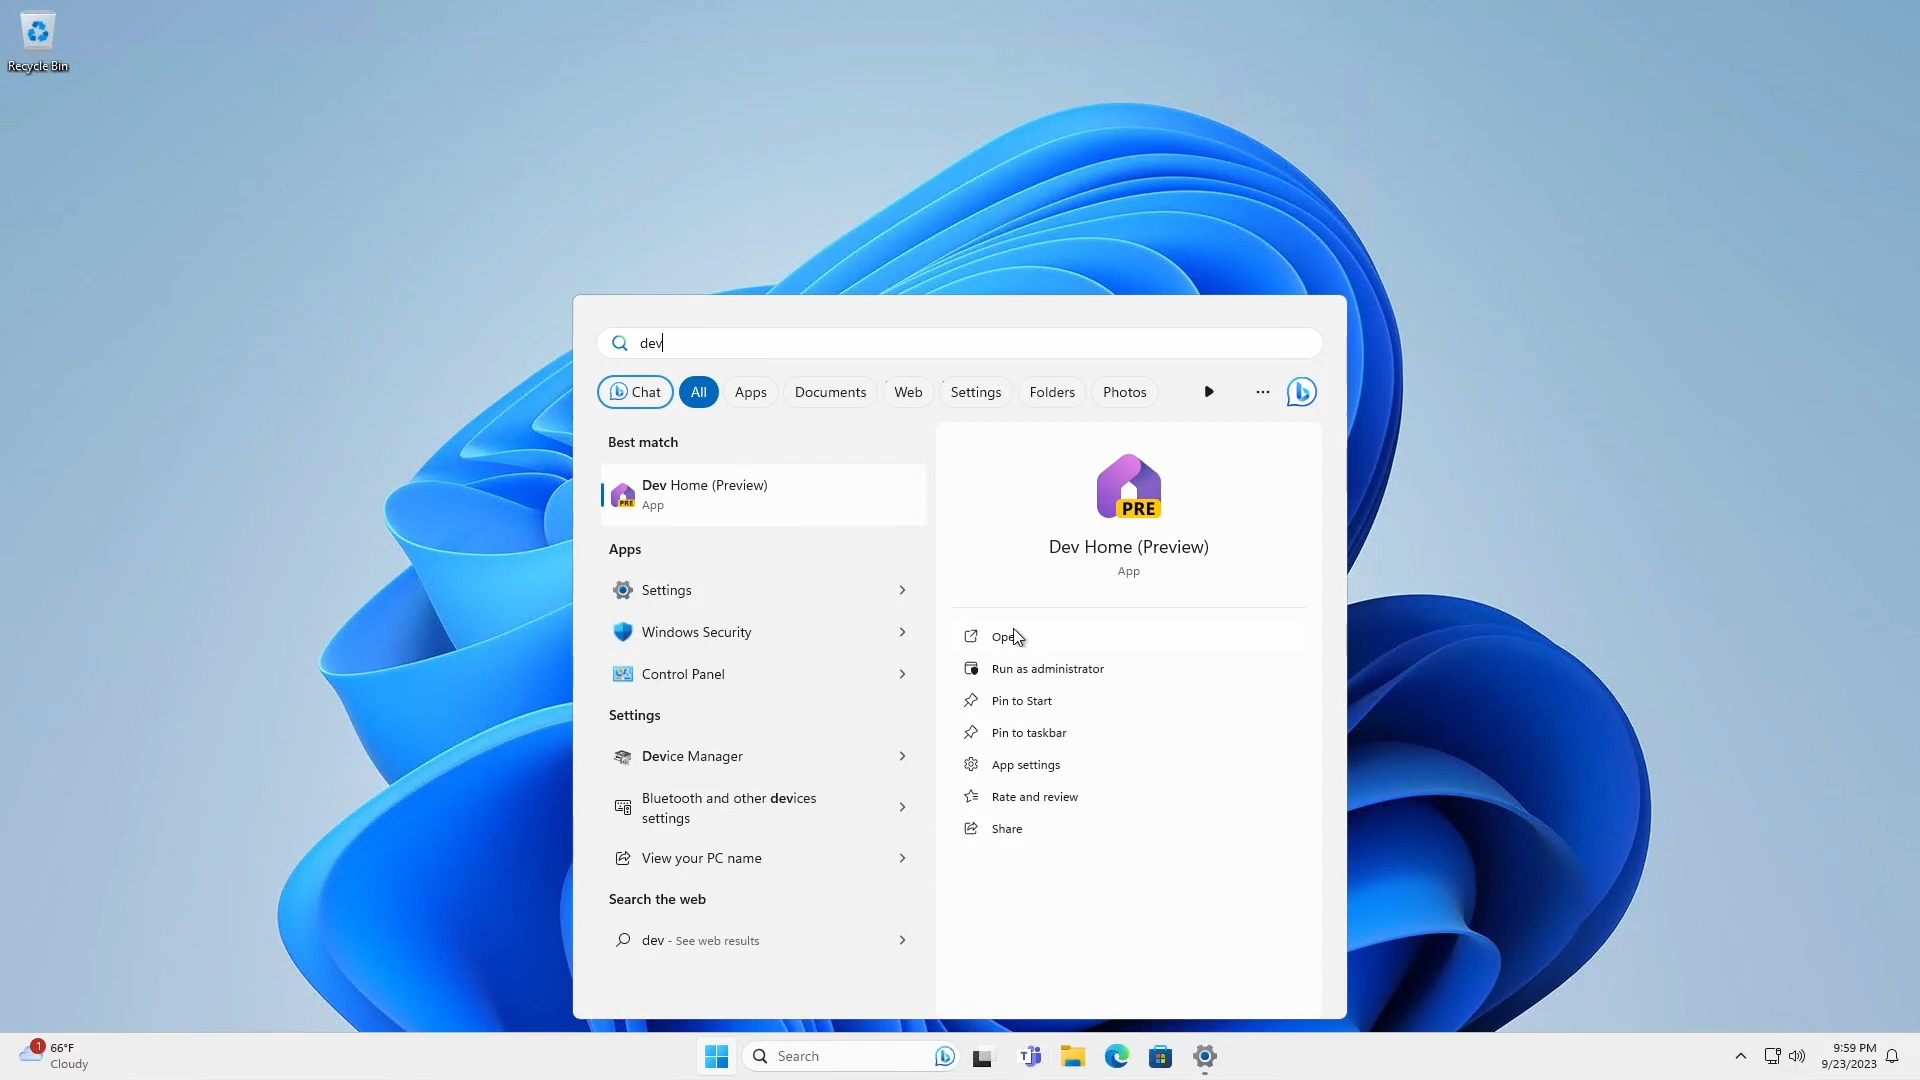 Recycle Bin
dev
Chat
All
Apps
Documents
Web
Settings
Folders
Photos
Best match
Dev Home (Preview)
App
Apps
Settings
Windows Security
Control Panel
Settings
Device Manager
Bluetooth and other devices
settings
View your PC name
Search the web
dev - See web results
PRE
PRE
Dev Home (Preview)
App
Run as administrator
Pin to Start
Pin to taskbar
App settings
Rate and review
Share
1
66°F
Cloudy
Search
9:59 PM
9/23/2023